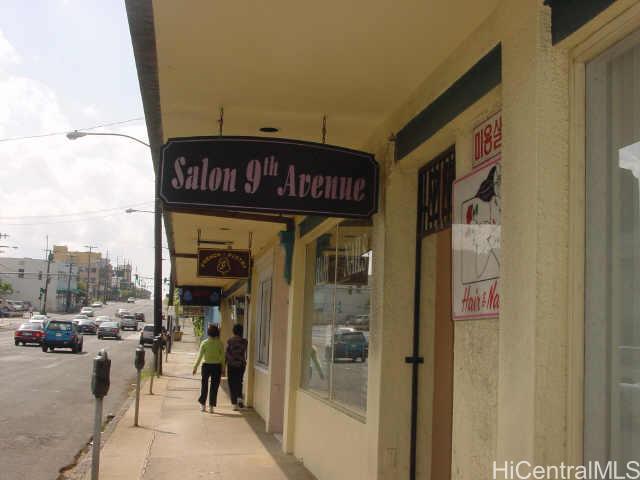 Salon 9th Avenue
미용실
Hair & Na
HiCentralMLS